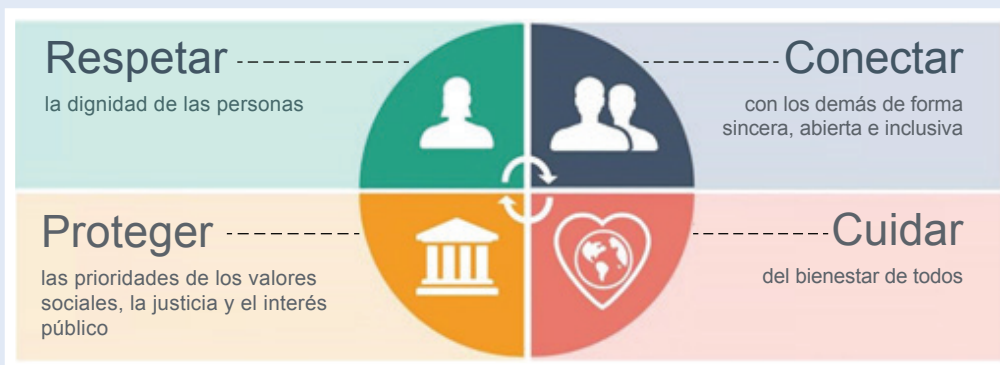 Respetar
la dignidad de las personas
Conectar
con los demás de forma
sincera, abierta e inclusiva
Proteger
las prioridades de los valores
sociales, la justicia y el interés
público
Cuidar
del bienestar de todos